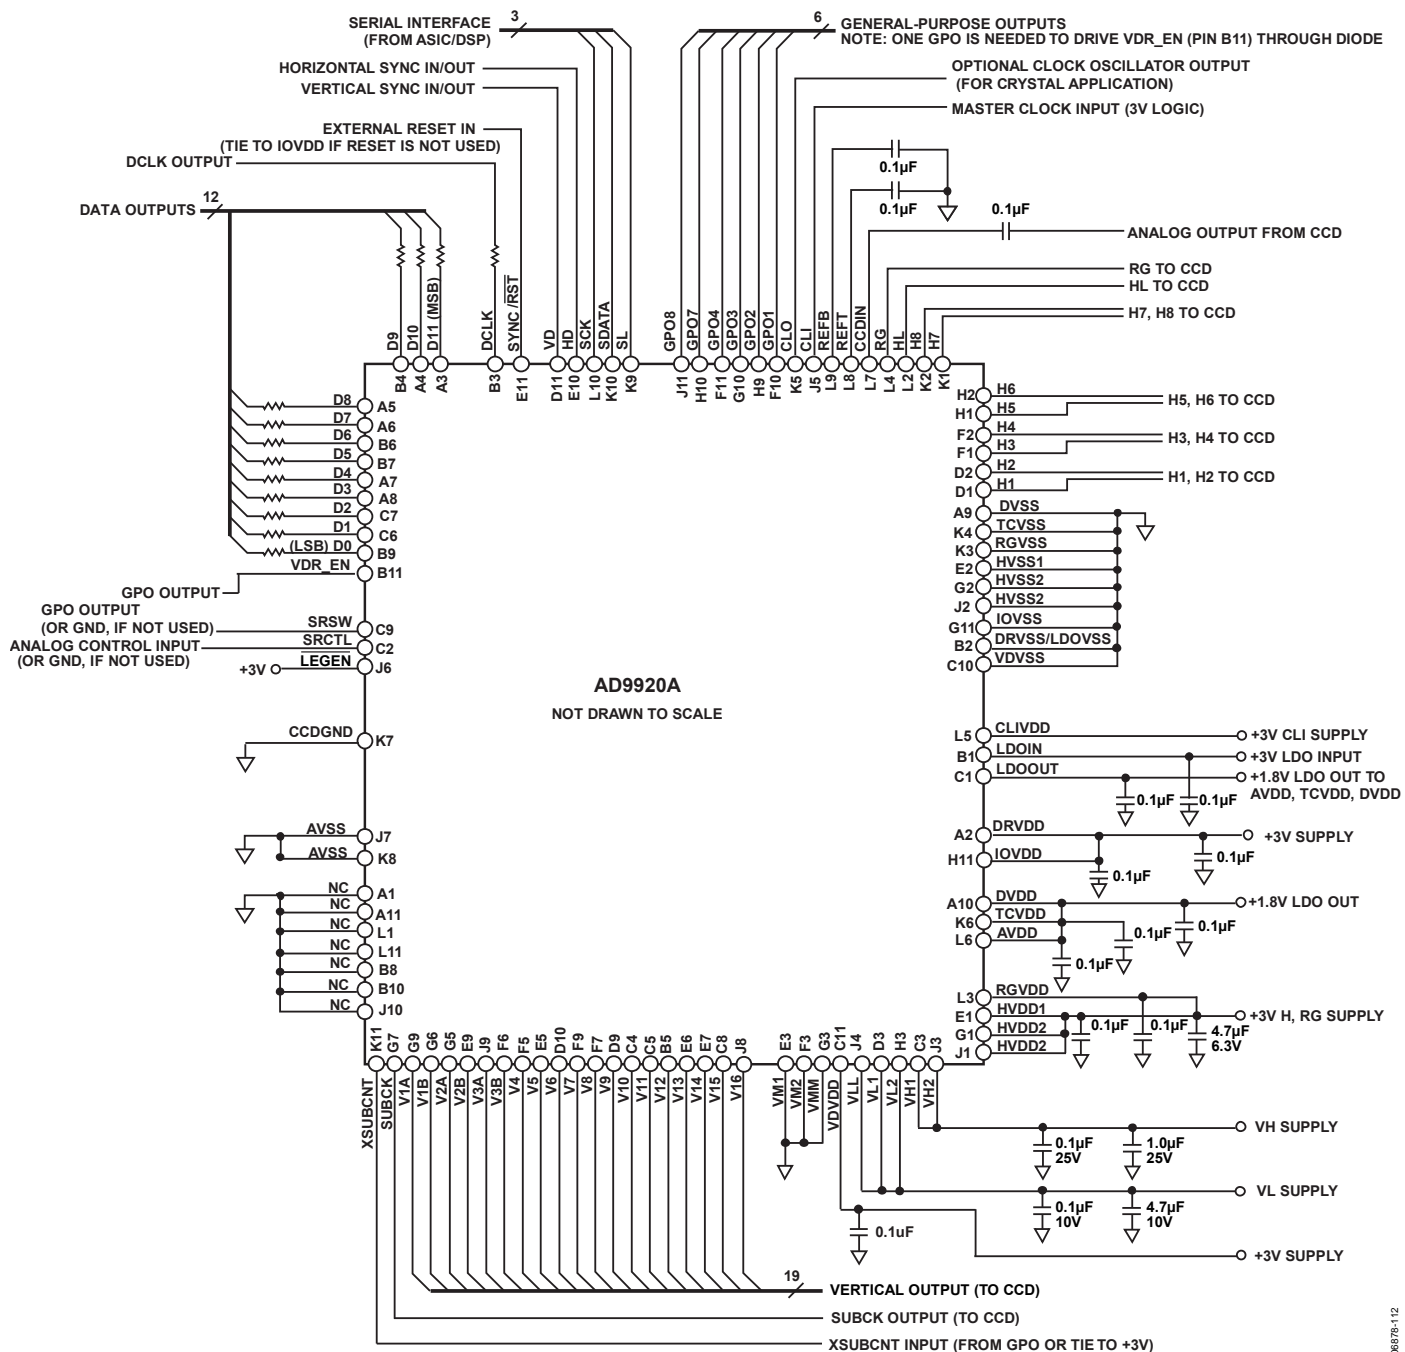 SERIAL INTERFACE
(FROM ASIC/DSP)
3
6
GENERAL-PURPOSE OUTPUTS
NOTE: ONE GPO IS NEEDED TO DRIVE VDR_EN (PIN B11) THROUGH DIODE
HORIZONTAL SYNC IN/OUT
OPTIONAL CLOCK OSCILLATOR OUTPUT
(FOR CRYSTAL APPLICATION)
VERTICAL SYNC IN/OUT
MASTER CLOCK INPUT (3V LOGIC)
EXTERNAL RESET IN
(TIE TO IOVDD IF RESET IS NOT USED)
DCLK OUTPUT
0.1µF
0.1µF
12
DATA OUTPUTS
0.1µF
ANALOG OUTPUT FROM CCD
RG TO CCD
HL TO CCD
H7, H8 TO CCD
D9
D10
D11 (MSB)
DCLK
SYNC/RST
VD
HD
SCK
SDATA
SL
GPO8
GPO7
GPO4
GPO3
GPO2
GPO1
CLO
CLI
REFB
REFT
CCDIN
RG
HL
H8
H7
B4
A4
A3
B3
E11
D11
E10
L10
K10
K9
J11
H10
F11
G10
H9
F10
K5
J5
L9
L8
L7
L4
L2
K2
K1
D8 A5
D7 A6
D6 B6
D5 B7
D4 A7
D3 A8
D2 C7
D1 C6
(LSB) D0 B9
VDR_EN B11
GPO OUTPUT
GPO OUTPUT
(OR GND, IF NOT USED)
SRSW C9
ANALOG CONTROL INPUT
(OR GND, IF NOT USED)
SRCTL C2
+3V LEGEN J6
CCDGND K7
AVSS J7
AVSS K8
NC A1
NC A11
NC L1
NC L11
NC B8
NC B10
NC J10
AD9920A
NOT DRAWN TO SCALE
H2 H6
H1 H5
H5, H6 TO CCD
F2 H4
F1 H3
H3, H4 TO CCD
D2 H2
D1 H1
H1, H2 TO CCD
A9 DVSS
K4 TCVSS
K3 RGVSS
E2 HVSS1
G2 HVSS2
J2 HVSS2
G11 IOVSS
B2 DRVSS/LDOVSS
C10 VDVSS
L5 CLIVDD +3V CLI SUPPLY
B1 LDOIN +3V LDO INPUT
C1 LDOOUT +1.8V LDO OUT TO
AVDD, TCVDD, DVDD
0.1µF
0.1µF
A2 DRVDD +3V SUPPLY
H11 IOVDD
0.1µF
0.1µF
A10 DVDD +1.8V LDO OUT
K6 TCVDD
L6 AVDD
0.1µF
0.1µF
0.1µF
L3 RGVDD
E1 HVDD1 +3V H, RG SUPPLY
G1 HVDD2
J1 HVDD2
0.1µF
0.1µF
4.7µF
6.3V
K11
G7
G9
G6
G5
E9
J9
F6
F5
E5
D10
F9
F7
D9
C4
C5
B5
E6
E7
C8
J8
E3
F3
G3
C11
J4
D3
H3
C3
J3
XSUBCNT
SUBCK
V1A
V1B
V2A
V2B
V3A
V3B
V4
V5
V6
V7
V8
V9
V10
V11
V12
V13
V14
V15
V16
VM1
VM2
VMM
VDVDD
VLL
VL1
VL2
VH1
VH2
VH SUPPLY
0.1µF
25V
1.0µF
25V
VL SUPPLY
0.1µF
10V
4.7µF
10V
0.1uF
+3V SUPPLY
19
VERTICAL OUTPUT (TO CCD)
SUBCK OUTPUT (TO CCD)
XSUBCNT INPUT (FROM GPO OR TIE TO +3V)
06878-112